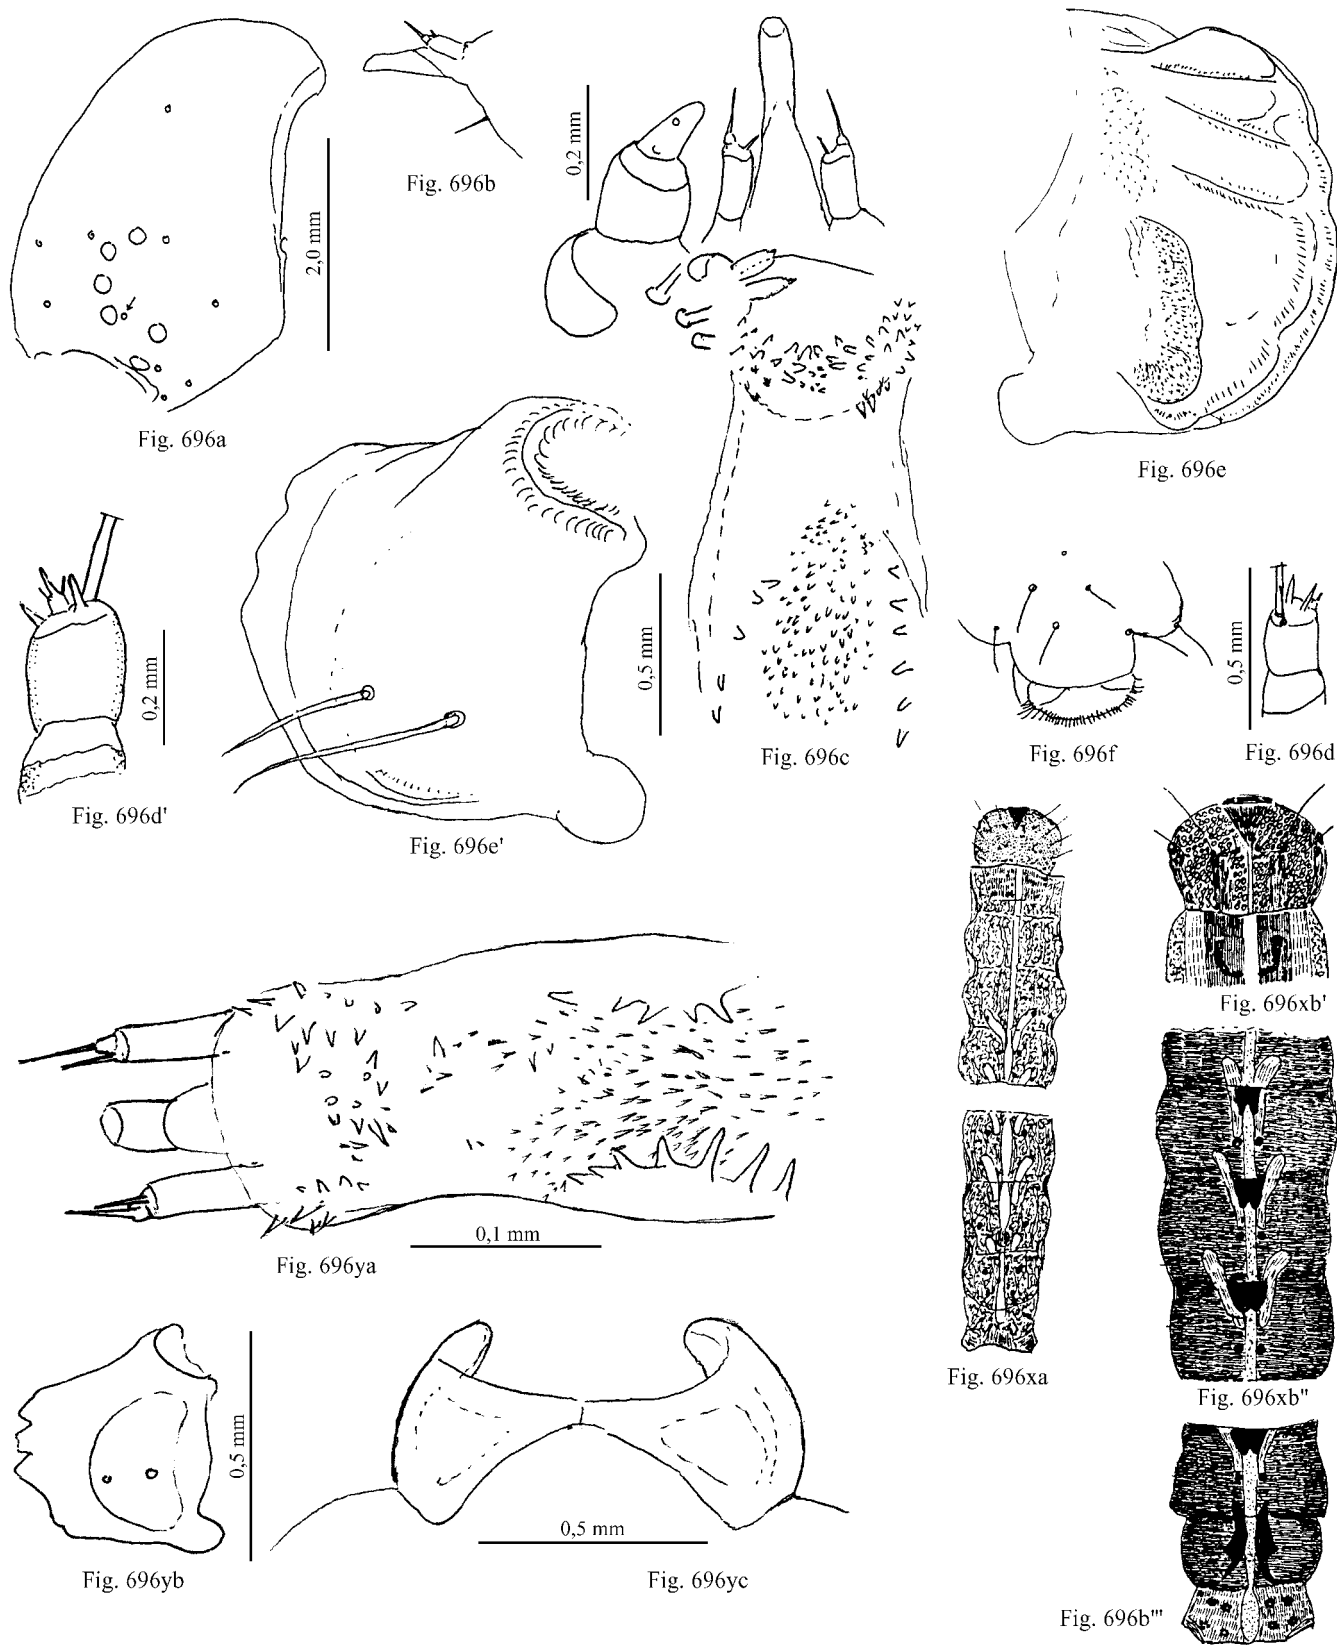 Fig. 696b
0,2 mm
2,0 mm
Fig. 696a
Fig. 696e
0,2 mm
Fig. 696d'
0,5 mm
Fig. 696e'
Fig. 696c
Fig. 696f
0,5 mm
Fig. 696d
Fig. 696xb'
0,1 mm
Fig. 696ya
Fig. 696xa
Fig. 696xb"
0,5 mm
0,5 mm
Fig. 696yb
Fig. 696yc
Fig. 696b"'